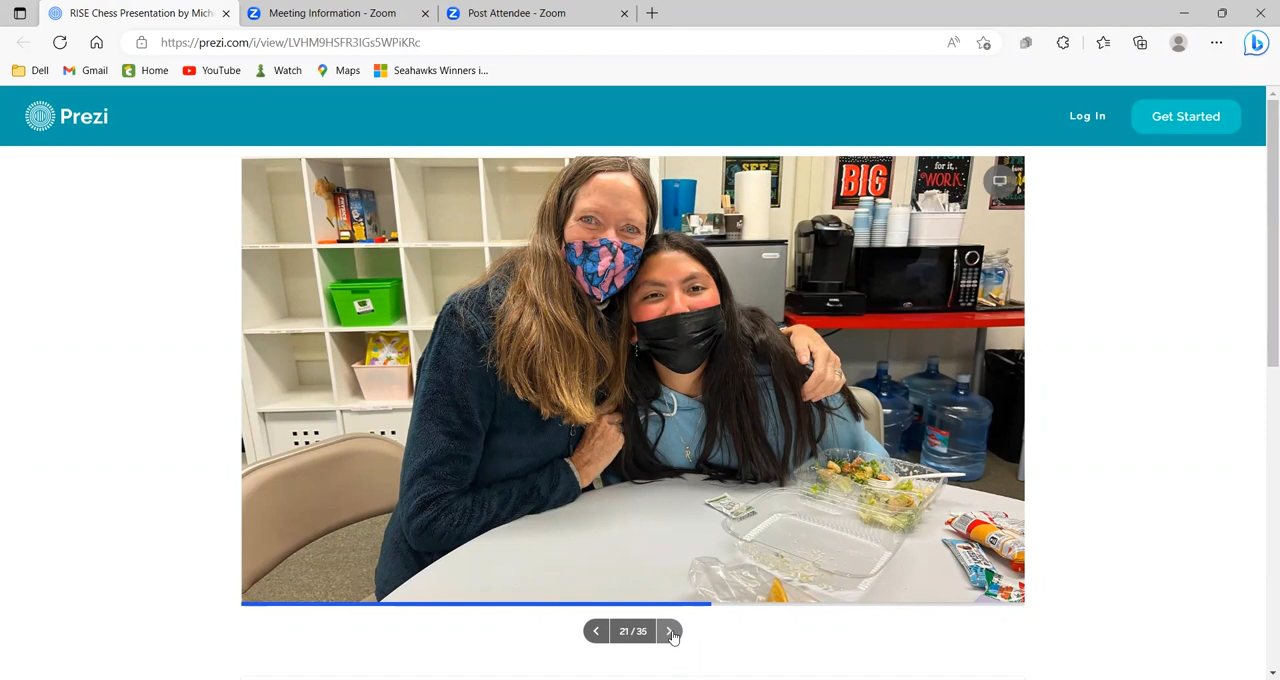 RISE Chess Presentation by Mich
Meeting Information - Zoom
Post Attendee - Zoom
https://prezi.com/i/view/LVHM9HSFR3IGs5WPiKRc
Dell
Gmail
Home
YouTube
Watch
Maps
Seahawks Winners i...
Prezi
Log In
Get Started
SEE
BIG
for it..
WORK
21 / 35